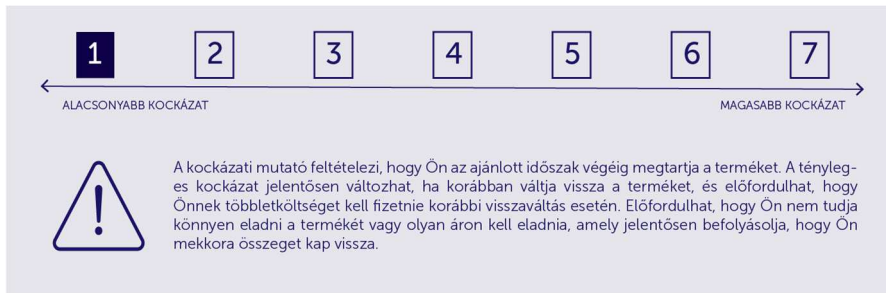 1 2 3 4 5 6 7
ALACSONYABB KOCKÁZAT MAGASABB KOCKÁZAT
A kockázati mutató feltételezi, hogy Ön az ajánlott időszak végéig megtartja a terméket. A tényleg-
es kockázat jelentősen változhat, ha korábban váltja vissza a terméket, és előfordulhat, hogy
Önnek többletköltséget kell fizetnie korábbi visszaváltás esetén. Előfordulhat, hogy Ön nem tudja
könnyen eladni a termékét vagy olyan áron kell eladnia, amely jelentősen befolyásolja, hogy Ön
mekkora összeget kap vissza.